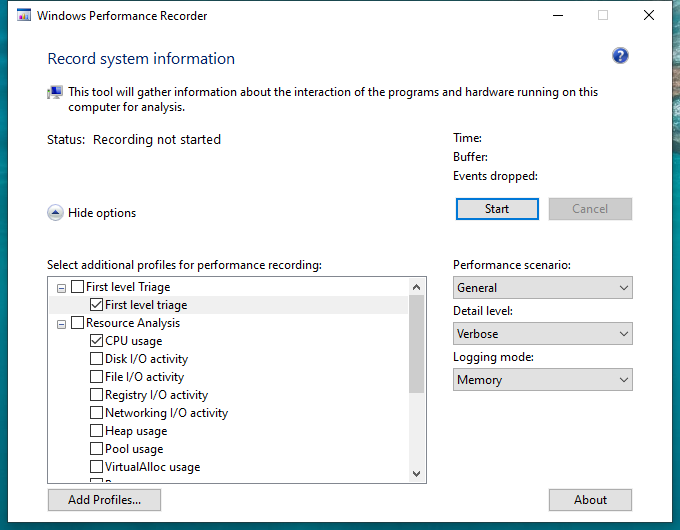 Windows Performance Recorder
Record system information
This tool will gather information about the interaction of the programs and hardware running on this
computer for analysis.
Status: Recording not started
Time:
Buffer:
Events dropped:
Hide options
Start
Cancel
Select additional profiles for performance recording:
First level Triage
First level triage
Resource Analysis
CPU usage
Disk I/O activity
File I/O activity
Registry I/O activity
Networking I/O activity
Heap usage
Pool usage
VirtualAlloc usage
Performance scenario:
General
Detail level:
Verbose
Logging mode:
Memory
Add Profiles...
About